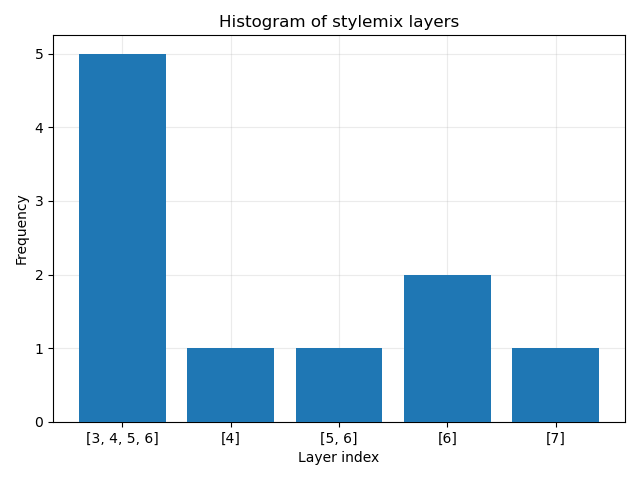 Histogram of stylemix layers
5
4
3
2
1
0
Frequency
[3, 4, 5, 6]
[4]
[5, 6]
[6]
[7]
Layer index